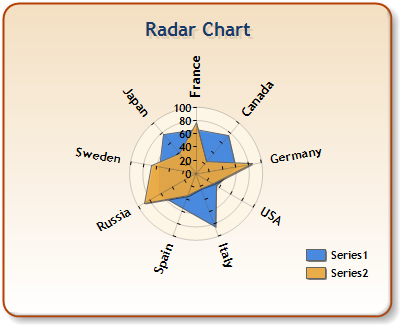 Radar Chart
France
Canada
Japan
100
80
60
40
20
0
Sweden
Germany
Russia
USA
Spain
Italy
Series1
Series2